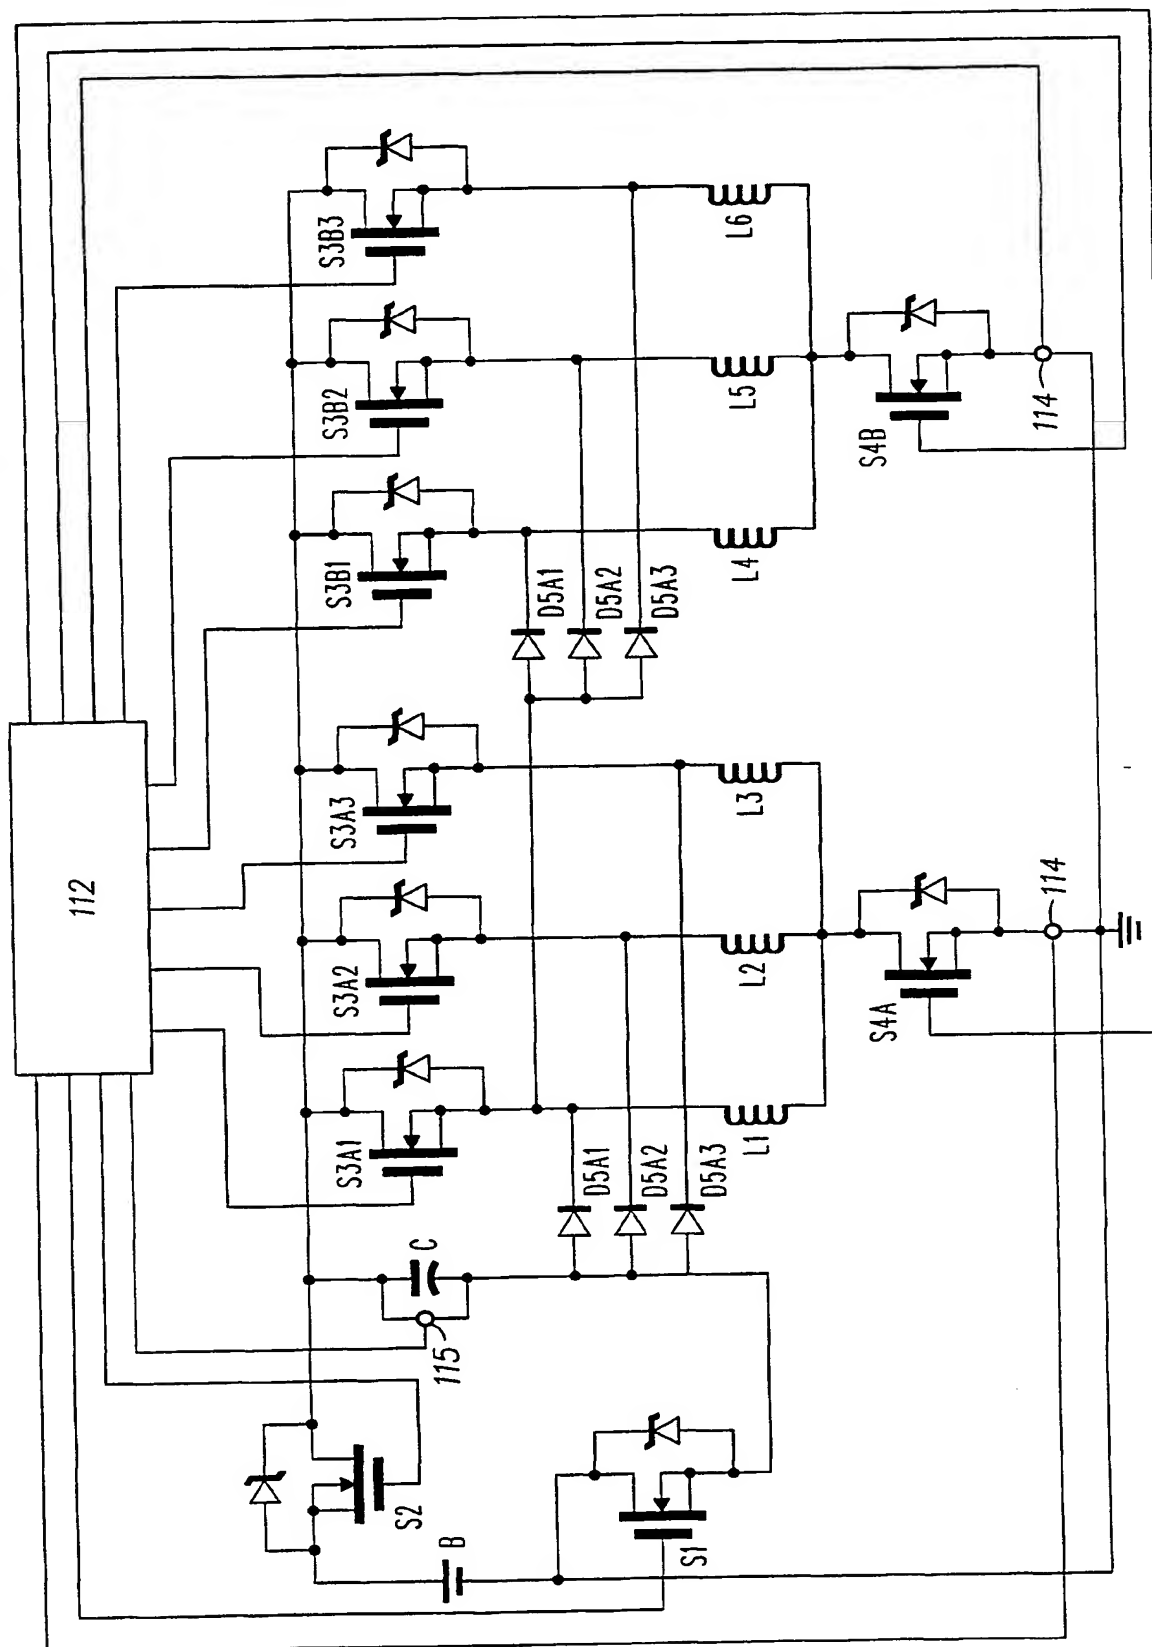 112
S3A1
S3A2
S3A3
S3B1
S3B2
S3B3
S2
B
C
115
S1
D5A1
D5A2
D5A3
D5A1
D5A2
D5A3
L1
L2
L3
L4
L5
L6
S4A
S4B
114
114